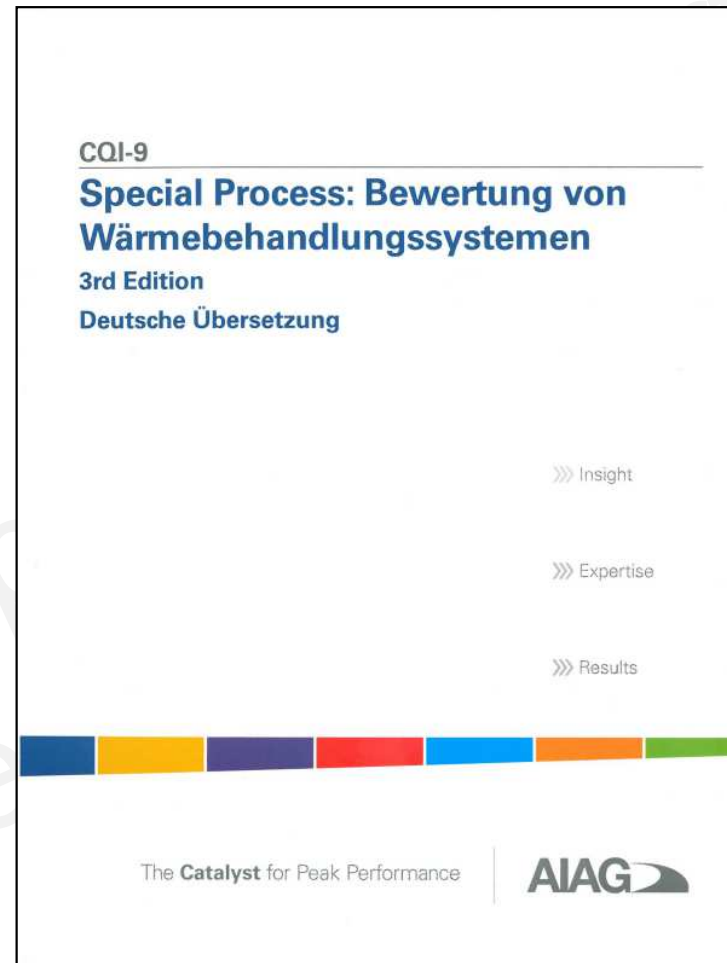 CQI-9
Special Process: Bewertung von
Wärmebehandlungssystemen
3rd Edition
Deutsche Übersetzung
Insight
Expertise
Results
The Catalyst for Peak Performance
AIAG